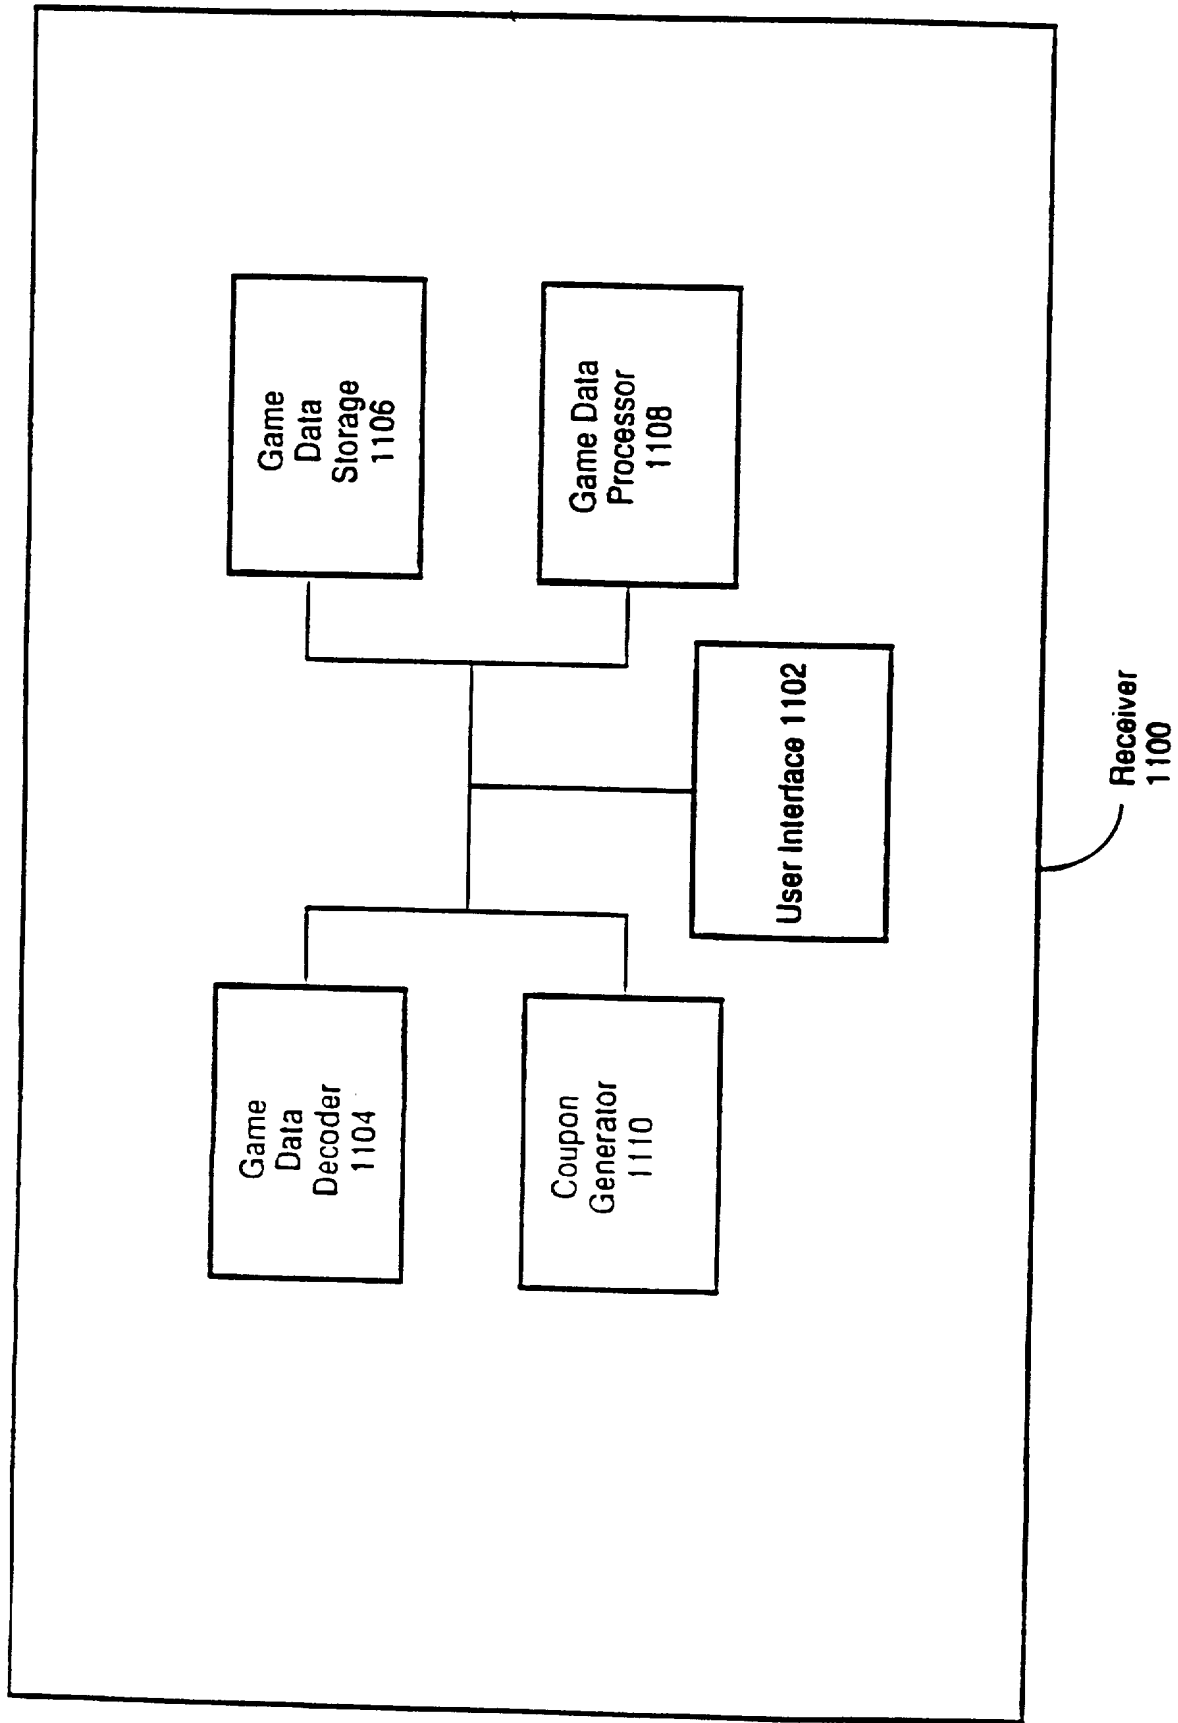 Game
Data
Decoder
1104
Game
Data
Storage
1106
Coupon
Generator
1110
Game Data
Processor
1108
User Interface 1102
Receiver
1100